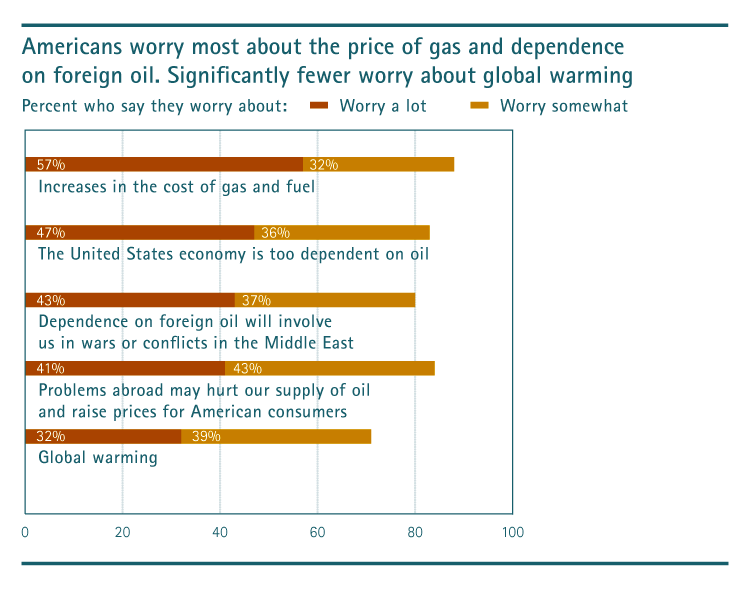 Americans worry most about the price of gas and dependence
on foreign oil. Significantly fewer worry about global warming
Percent who say they worry about: Worry a lot Worry somewhat
57% 32%
Increases in the cost of gas and fuel
47% 36%
The United States economy is too dependent on oil
43% 37%
Dependence on foreign oil will involve
us in wars or conflicts in the Middle East
41% 43%
Problems abroad may hurt our supply of oil
and raise prices for American consumers
32% 39%
Global warming
0 20 40 60 80 100